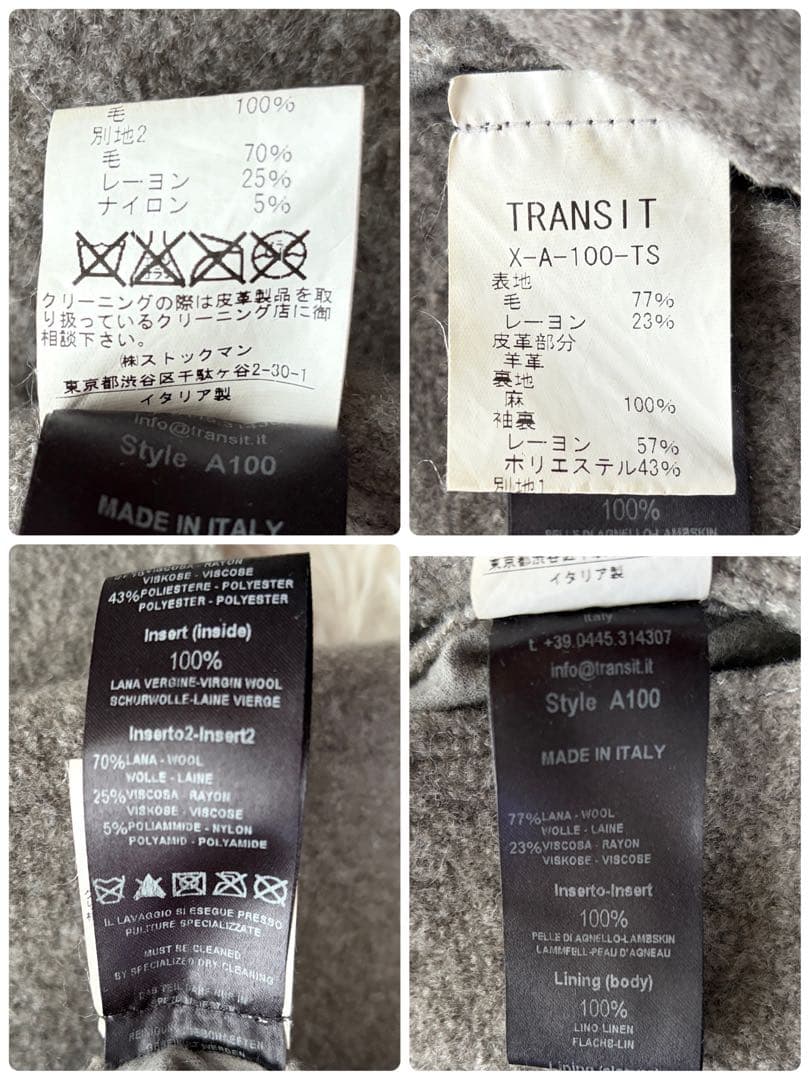 毛 100%
別地2
毛 70%
レーヨン 25%
ナイロン 5%
クリーニングの際は皮革製品を取
り扱っているクリーニング店に御
相談下さい。
㈱ストックマン
東京都渋谷区千駄ヶ谷2-30-1
イタリア製
info@transit.it
Style A100
MADE IN ITALY
TRANSIT
X-A-100-TS
表地
毛 77%
レーヨン 23%
皮革部分
羊革
裏地
麻 100%
袖裏
レーヨン 57%
ポリエステル43%
別地1
100%
PELLE DI AGNELLO-LAMBSKIN
VISCOSA - RAYON
VISKOSE - VISCOSE
43%POLIESTERE - POLYESTER
POLYESTER - POLYESTER
Insert (inside)
100%
LANA VERGINE-VIRGIN WOOL
SCHURWOLLE-LAINE VIERGE
Inserto2-Insert2
70%LANA - WOOL
WOLLE - LAINE
25%VISCOSA - RAYON
VISKOSE - VISCOSE
5%POLIAMMIDE - NYLON
POLYAMID - POLYAMIDE
IL LAVAGGIO SI ESEGUE PRESSO
PULITURE SPECIALIZZATE
MUST BE CLEANED
BY SPECIALIZED DRY CLEANING
イタリア製
Italy
t. +39.0445.314307
info@transit.it
Style A100
MADE IN ITALY
77%LANA - WOOL
WOLLE - LAINE
23%VISCOSA - RAYON
VISKOSE - VISCOSE
Inserto-Insert
100%
PELLE DI AGNELLO-LAMBSKIN
LAMMFELL-PEAU D'AGNEAU
Lining (body)
100%
LINO LINEN
FLACHS-LIN